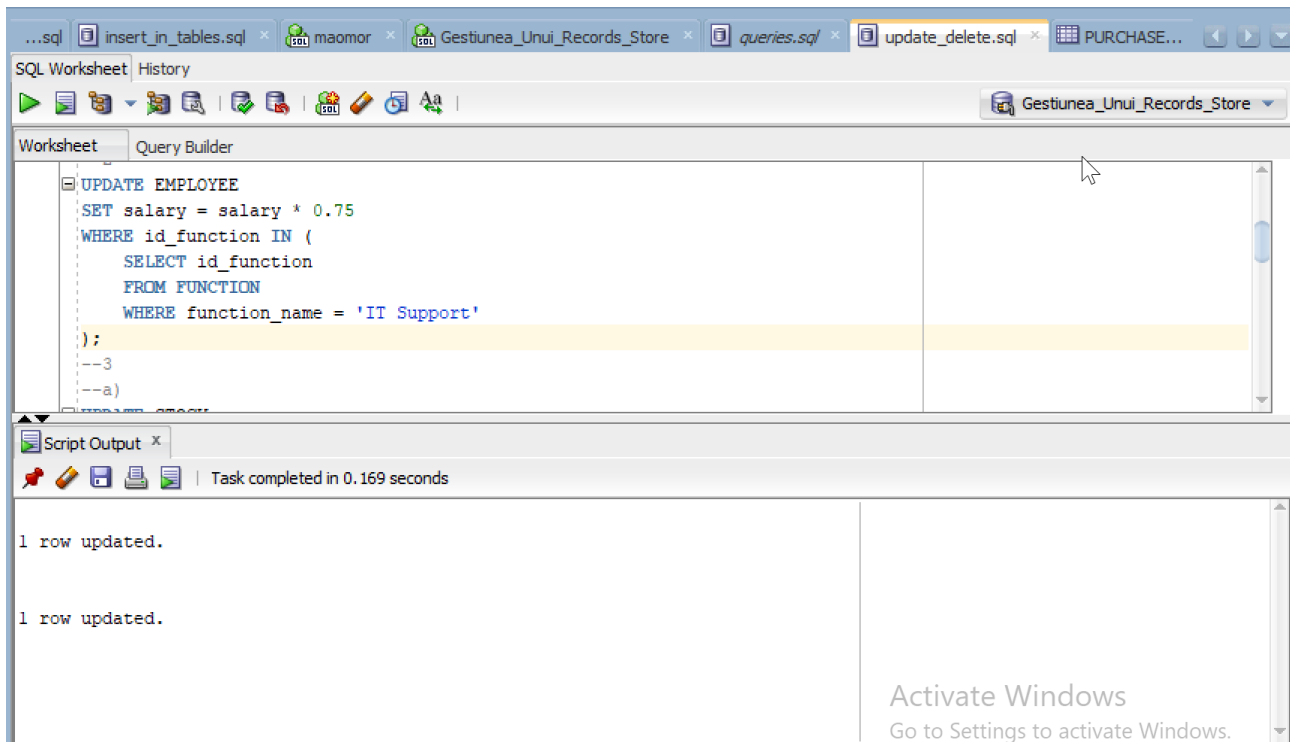 ...sql insert_in_tables.sql maomor Gestiunea_Unui_Records_Store queries.sql update_delete.sql PURCHASE...
SQL Worksheet History
Gestiunea_Unui_Records_Store
Worksheet Query Builder
UPDATE EMPLOYEE
SET salary = salary * 0.75
WHERE id_function IN (
SELECT id_function
FROM FUNCTION
WHERE function_name = 'IT Support'
);
--3
--a)
UPDATE STOCK
Script Output x
Task completed in 0.169 seconds
1 row updated.
1 row updated.
Activate Windows
Go to Settings to activate Windows.